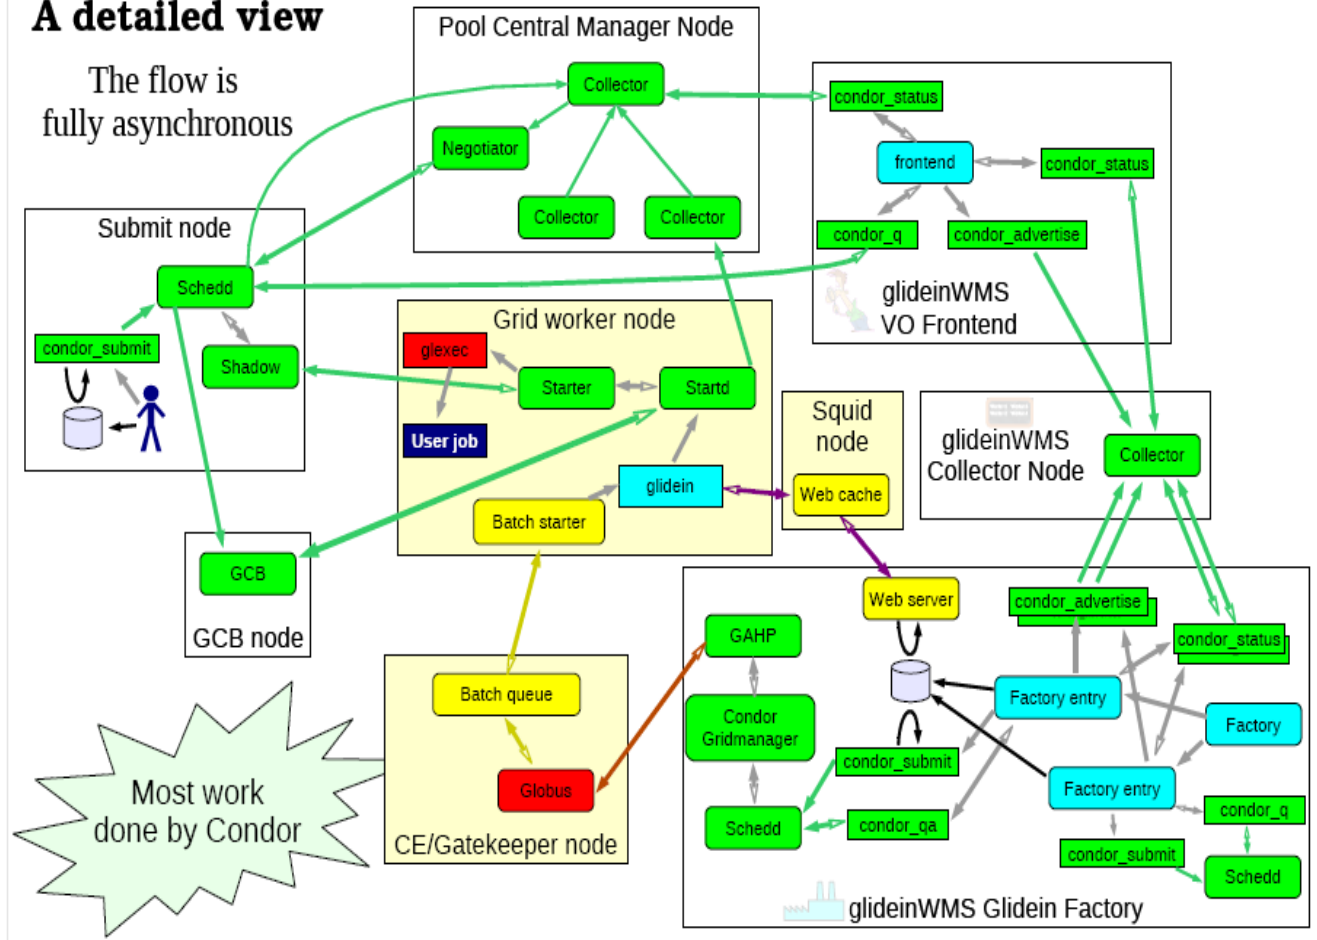 A detailed view
The flow is
fully asynchronous
Pool Central Manager Node
Collector
Negotiator
Collector
Collector
condor_status
frontend
condor_status
condor_q
condor_advertise
glideinWMS
VO Frontend
Submit node
Schedd
condor_submit
Shadow
Grid worker node
glexec
Starter
Startd
User job
glidein
Batch starter
Squid
node
Web cache
glideinWMS
Collector Node
Collector
GCB
GCB node
Batch queue
Globus
CE/Gatekeeper node
Most work
done by Condor
Web server
condor_advertise
condor_status
GAHP
Condor
Gridmanager
Factory entry
Factory
condor_submit
Factory entry
Schedd
condor_qa
condor_q
condor_submit
Schedd
glideinWMS Glidein Factory